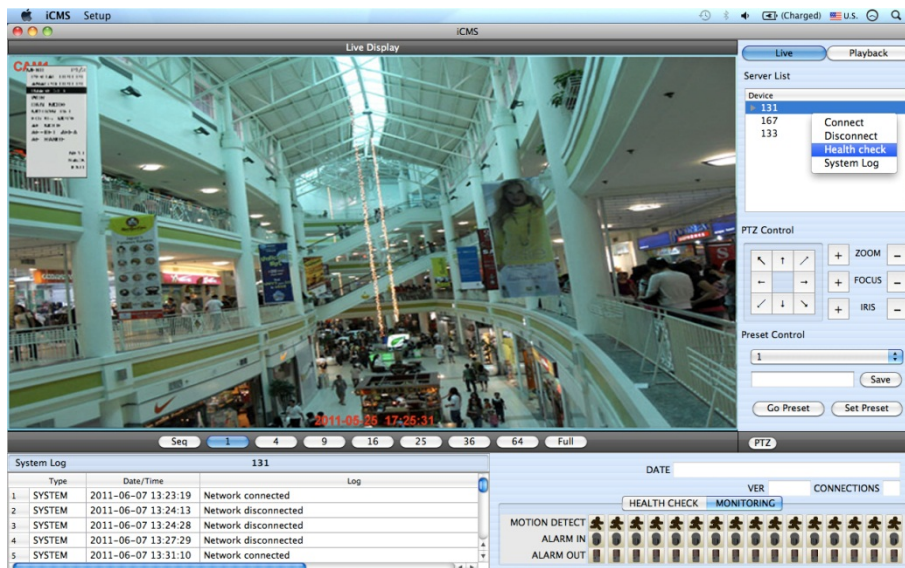 iCMS Setup (Charged) U.S.
iCMS
Live Display
Live Playback
Server List
Device
131
167
133
Connect
Disconnect
Health check
System Log
PTZ Control
+ ZOOM −
+ FOCUS −
+ IRIS −
Preset Control
1
Save
Go Preset Set Preset
PTZ
2011-05-25 17:25:31
Seq 1 4 9 16 25 36 64 Full
System Log 131
Type Date/Time Log
1 SYSTEM 2011-06-07 13:23:19 Network connected
2 SYSTEM 2011-06-07 13:24:13 Network disconnected
3 SYSTEM 2011-06-07 13:24:28 Network connected
4 SYSTEM 2011-06-07 13:27:29 Network disconnected
5 SYSTEM 2011-06-07 13:31:10 Network connected
DATE
VER CONNECTIONS
HEALTH CHECK MONITORING
MOTION DETECT
ALARM IN
ALARM OUT